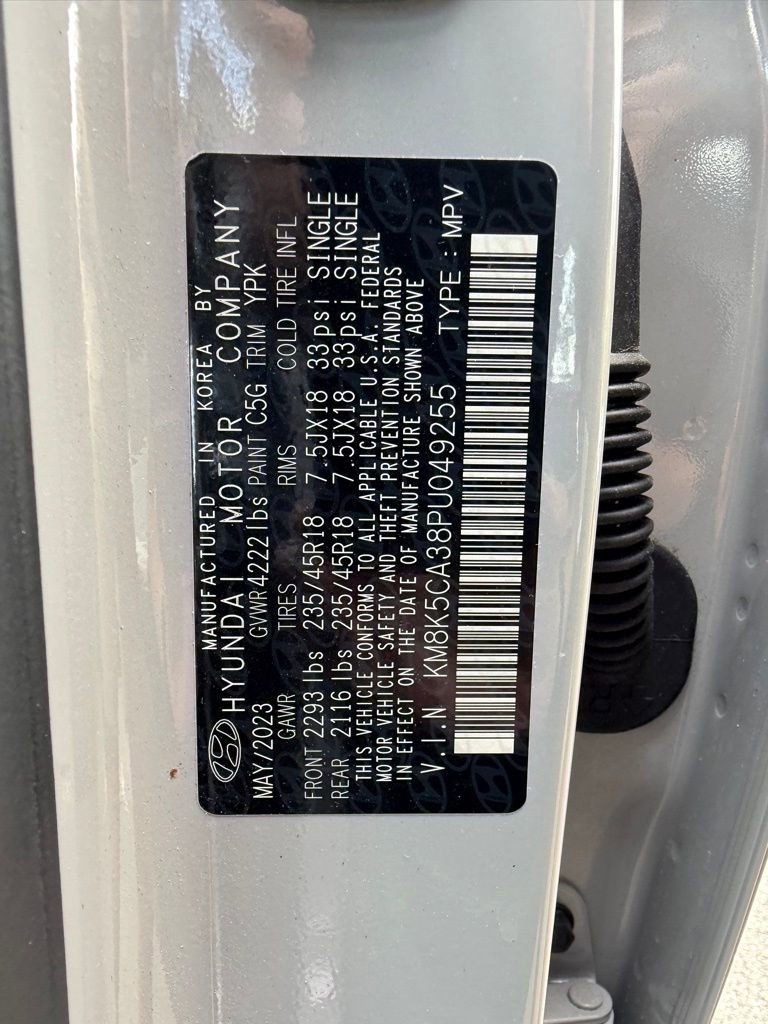 MANUFACTURED IN KOREA BY
HYUNDAI MOTOR COMPANY
MAY/2023 GVWR4222lbs PAINT C5G TRIM YPK
GAWR TIRES RIMS COLD TIRE INFL
FRONT 2293 lbs 235/45R18 7.5JX18 33psi SINGLE
REAR 2116 lbs 235/45R18 7.5JX18 33psi SINGLE
THIS VEHICLE CONFORMS TO ALL APPLICABLE U.S.A. FEDERAL
MOTOR VEHICLE SAFETY AND THEFT PREVENTION STANDARDS
IN EFFECT ON THE DATE OF MANUFACTURE SHOWN ABOVE
V.I.N KM8K5CA38PU049255 TYPE : MPV